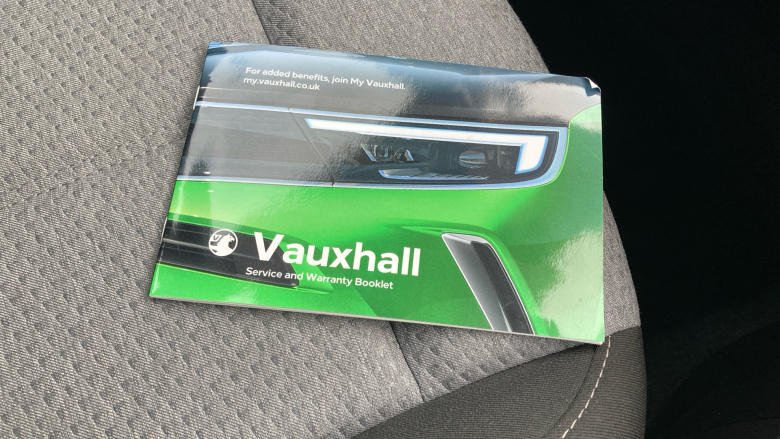 For added benefits, join My Vauxhall.
my.vauxhall.co.uk
Vauxhall
Service and Warranty Booklet